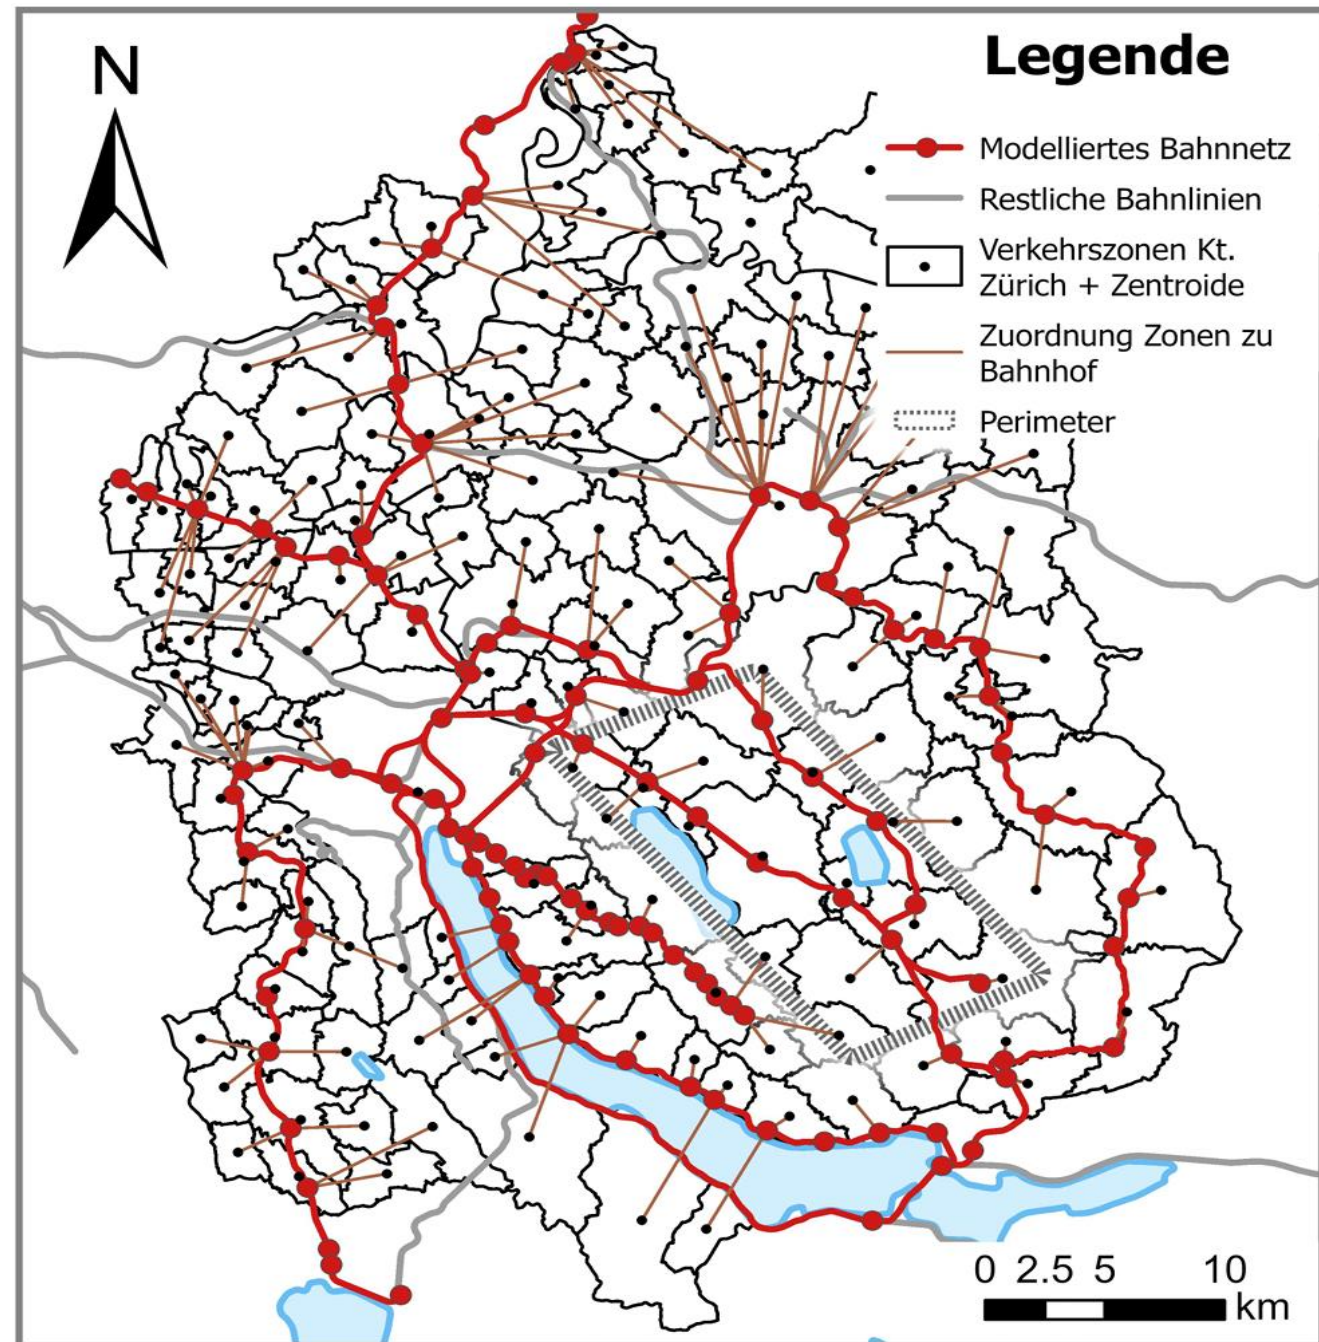 N
Legende
Modelliertes Bahnnetz
Restliche Bahnlinien
Verkehrszonen Kt.
Zürich + Zentroide
Zuordnung Zonen zu
Bahnhof
Perimeter
0 2.5 5 10
km